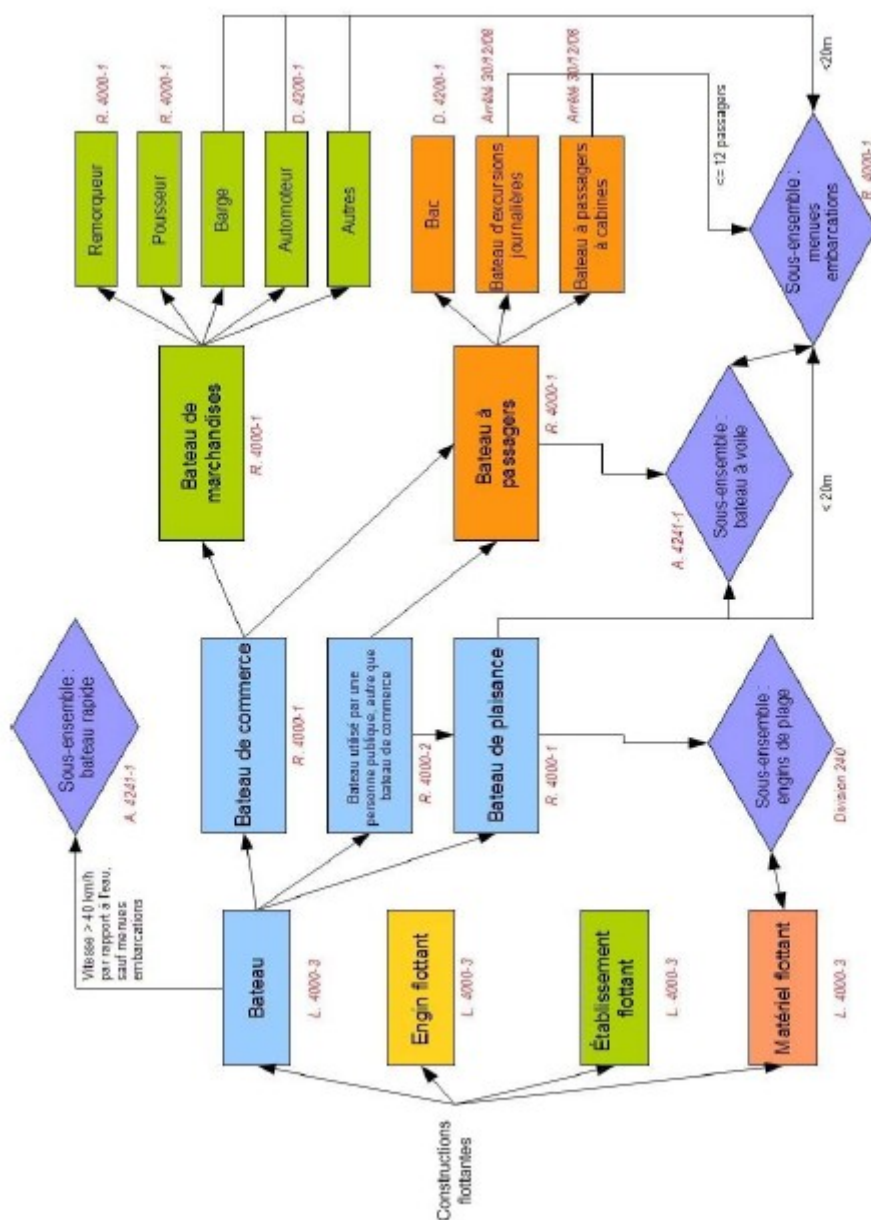 Constructions
flottantes
Bateau
L. 4000-3
Engin flottant
L. 4000-3
Établissement
flottant
L. 4000-3
Matériel flottant
L. 4000-3
Vitesse > 40 km/h
par rapport à l'eau,
sauf menues
embarcations
Sous-ensemble :
bateau rapide
A. 4241-1
Bateau de commerce
R. 4000-1
Bateau utilisé par une
personne publique, autre que
bateau de commerce
R. 4000-2
Bateau de plaisance
R. 4000-1
Sous-ensemble :
engins de plage
Division 240
Bateau de
marchandises
R. 4000-1
Bateau à
passagers
R. 4000-1
Sous-ensemble :
bateau à voile
A. 4241-1
< 20m
Remorqueur
R. 4000-1
Pousseur
R. 4000-1
Barge
Automoteur
D. 4200-1
Autres
Bac
D. 4200-1
Bateau d'excursions
journalières
Arrêté 30/12/08
Bateau à passagers
à cabines
Arrêté 30/12/08
<= 12 passagers
<20m
Sous-ensemble :
menues
embarcations
R. 4000-1